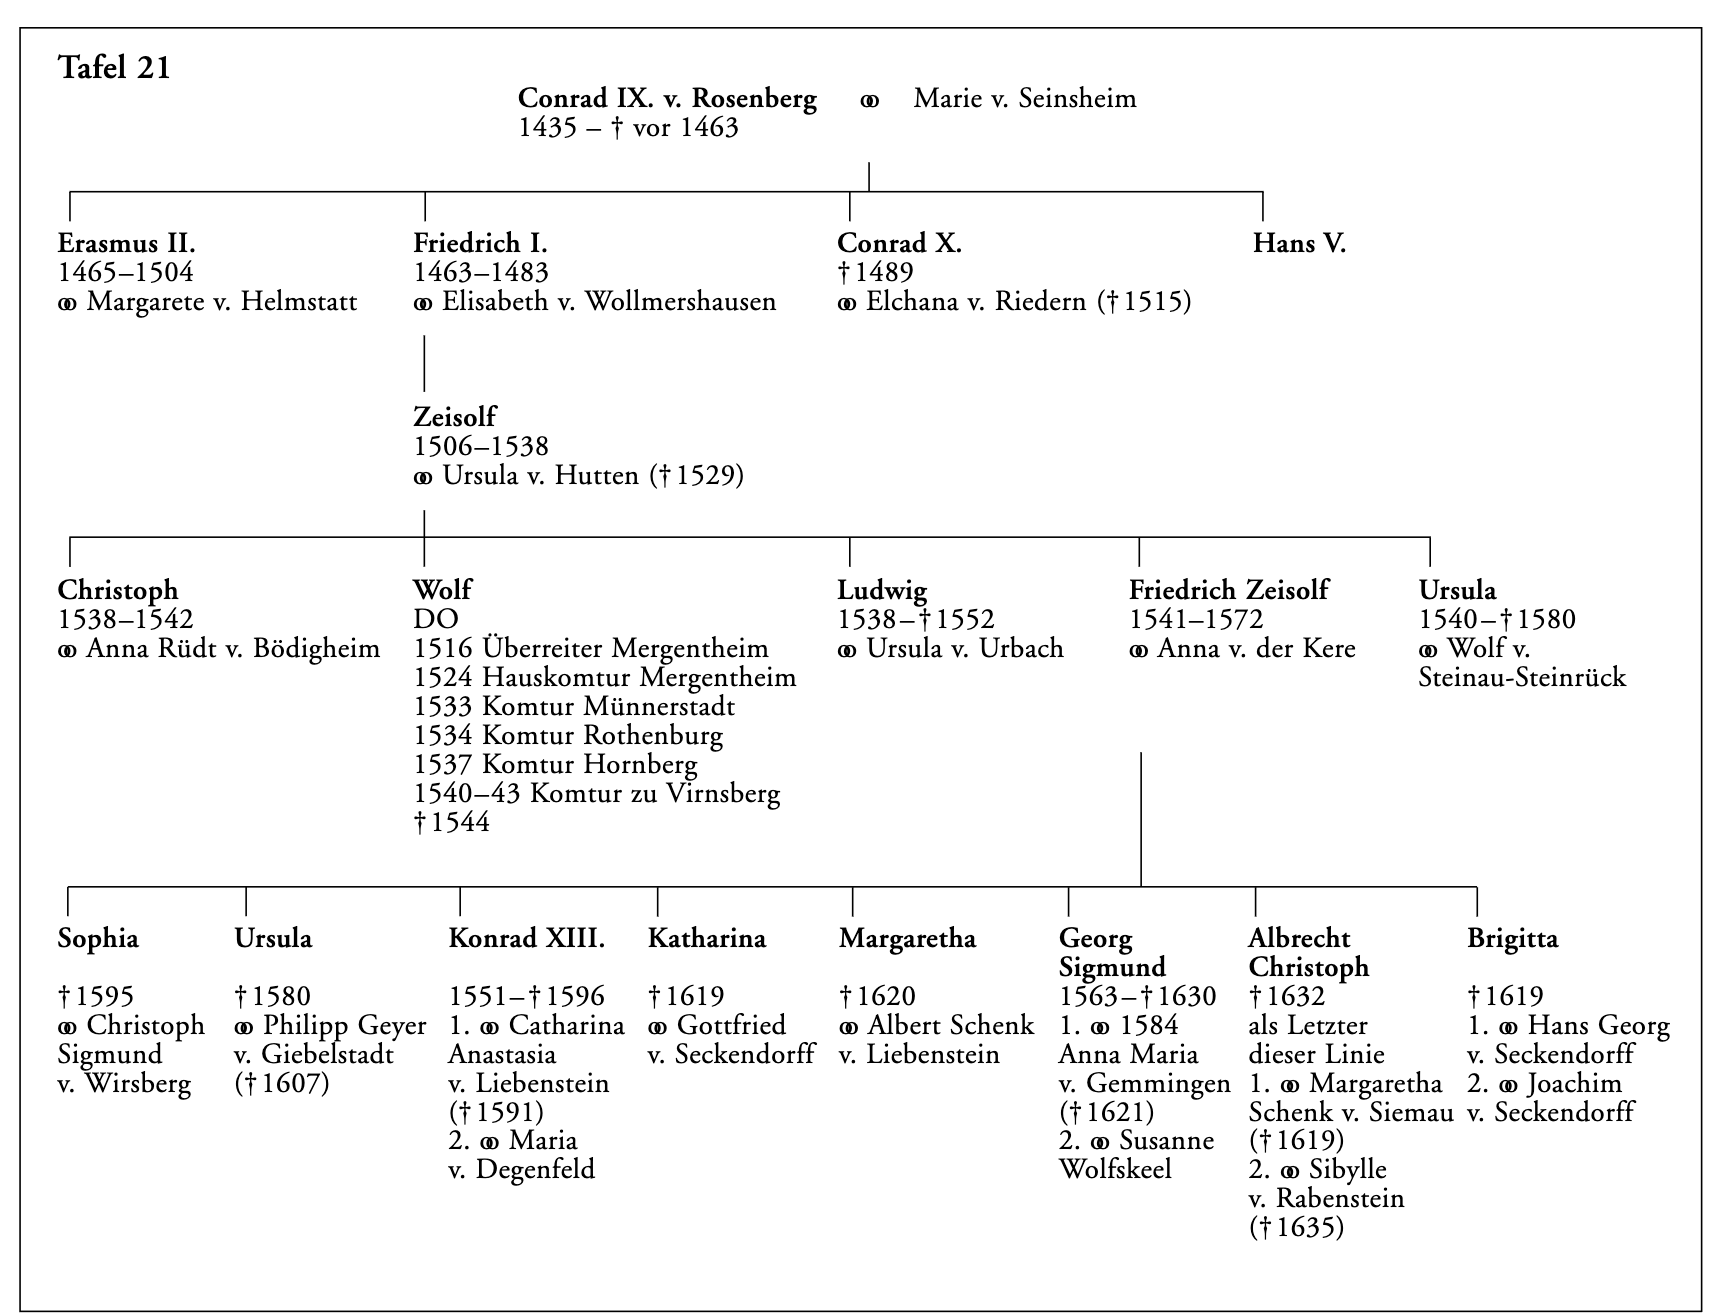 Tafel 21
Conrad IX. v. Rosenberg ⚭ Marie v. Seinsheim
1435 – † vor 1463
Erasmus II.
1465–1504
⚭ Margarete v. Helmstatt
Friedrich I.
1463–1483
⚭ Elisabeth v. Wollmershausen
Conrad X.
† 1489
⚭ Elchana v. Riedern († 1515)
Hans V.
Zeisolf
1506–1538
⚭ Ursula v. Hutten († 1529)
Christoph
1538–1542
⚭ Anna Rüdt v. Bödigheim
Wolf
DO
1516 Überreiter Mergentheim
1524 Hauskomtur Mergentheim
1533 Komtur Münnerstadt
1534 Komtur Rothenburg
1537 Komtur Hornberg
1540–43 Komtur zu Virnsberg
† 1544
Ludwig
1538–† 1552
⚭ Ursula v. Urbach
Friedrich Zeisolf
1541–1572
⚭ Anna v. der Kere
Ursula
1540–† 1580
⚭ Wolf v.
Steinau-Steinrück
Sophia
† 1595
⚭ Christoph
Sigmund
v. Wirsberg
Ursula
† 1580
⚭ Philipp Geyer
v. Giebelstadt
(† 1607)
Konrad XIII.
1551–† 1596
1. ⚭ Catharina
Anastasia
v. Liebenstein
(† 1591)
2. ⚭ Maria
v. Degenfeld
Katharina
† 1619
⚭ Gottfried
v. Seckendorff
Margaretha
† 1620
⚭ Albert Schenk
v. Liebenstein
Georg
Sigmund
1563–† 1630
1. ⚭ 1584
Anna Maria
v. Gemmingen
(† 1621)
2. ⚭ Susanne
Wolfskeel
Albrecht
Christoph
† 1632
als Letzter
dieser Linie
1. ⚭ Margaretha
Schenk v. Siemau
(† 1619)
2. ⚭ Sibylle
v. Rabenstein
(† 1635)
Brigitta
† 1619
1. ⚭ Hans Georg
v. Seckendorff
2. ⚭ Joachim
v. Seckendorff